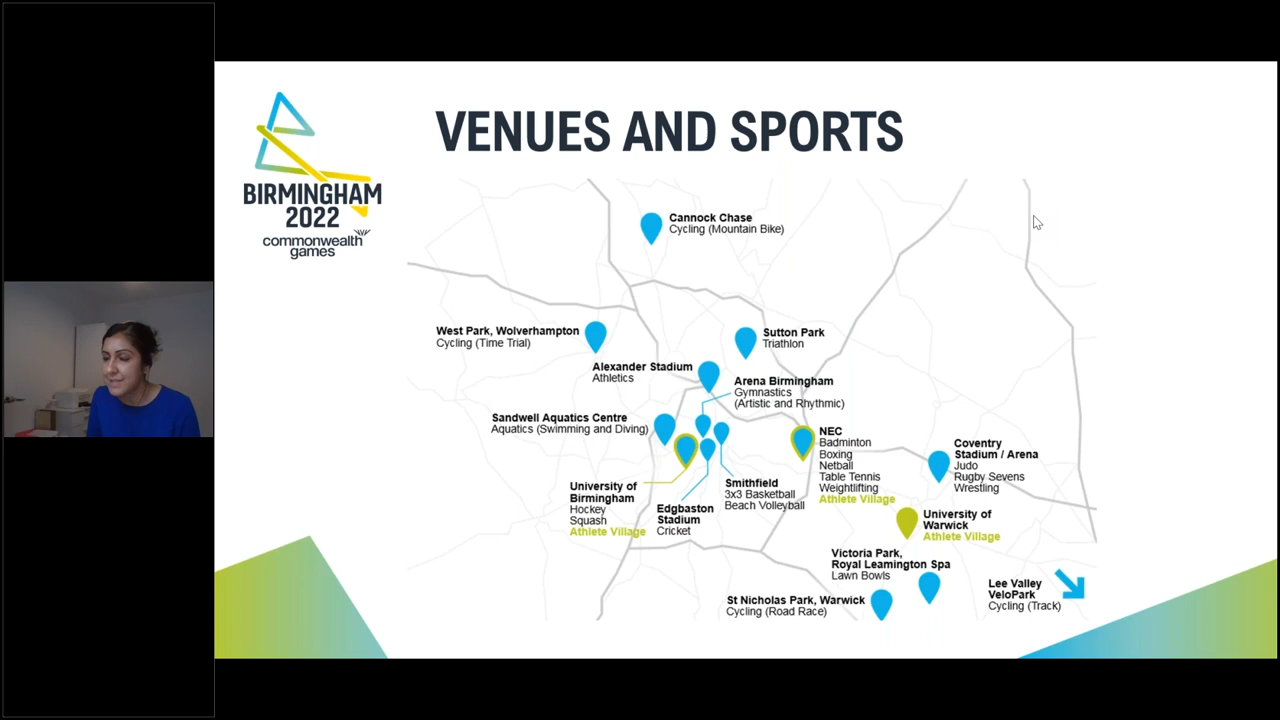 VENUES AND SPORTS
BIRMINGHAM
2022
commonwealth
games
Cannock Chase
Cycling (Mountain Bike)
West Park, Wolverhampton
Cycling (Time Trial)
Sutton Park
Triathlon
Alexander Stadium
Athletics
Arena Birmingham
Gymnastics
(Artistic and Rhythmic)
Sandwell Aquatics Centre
Aquatics (Swimming and Diving)
NEC
Badminton
Boxing
Netball
Table Tennis
Weightlifting
Athlete Village
Coventry
Stadium / Arena
Judo
Rugby Sevens
Wrestling
University of
Birmingham
Hockey
Squash
Athlete Village
Edgbaston
Stadium
Cricket
Smithfield
3x3 Basketball
Beach Volleyball
University of
Warwick
Athlete Village
Victoria Park,
Royal Leamington Spa
Lawn Bowls
St Nicholas Park, Warwick
Cycling (Road Race)
Lee Valley
VeloPark
Cycling (Track)